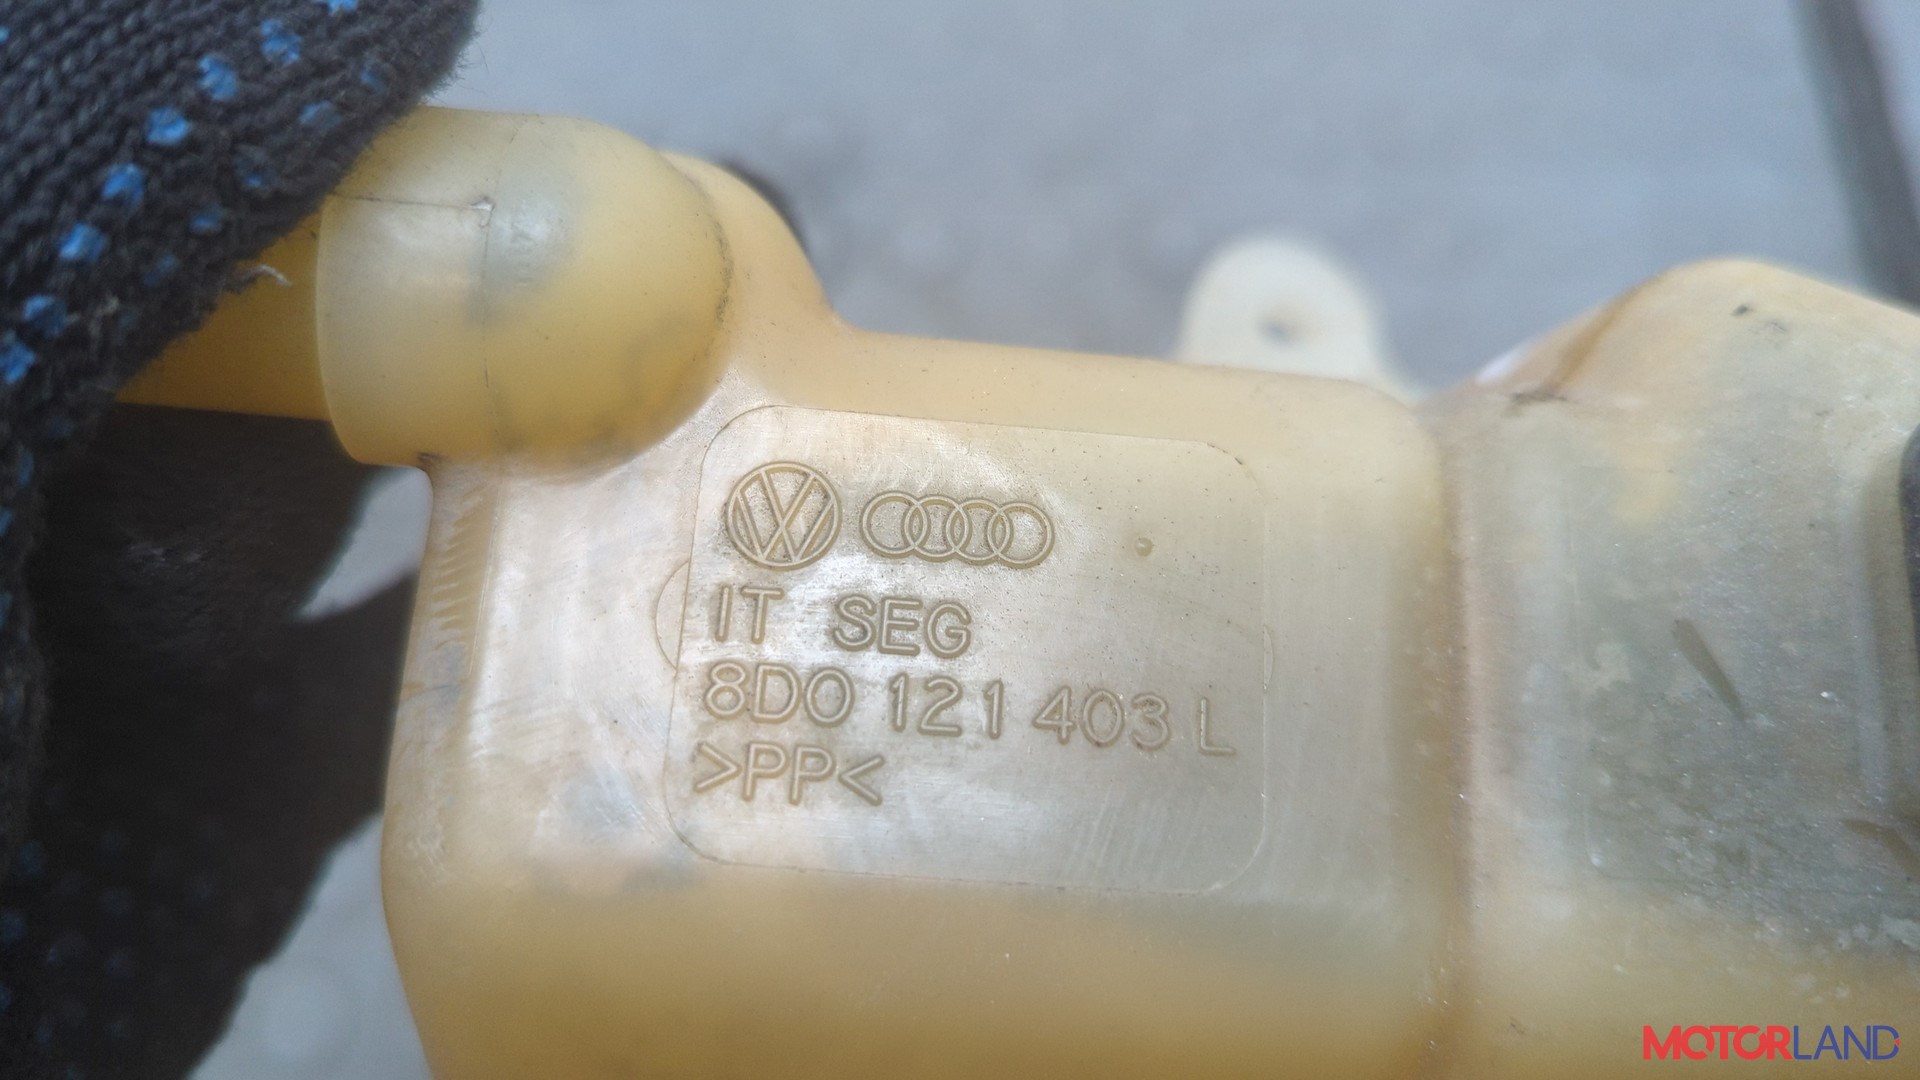 IT SEG
8D0 121 403 L
>PP<
MOTORLAND